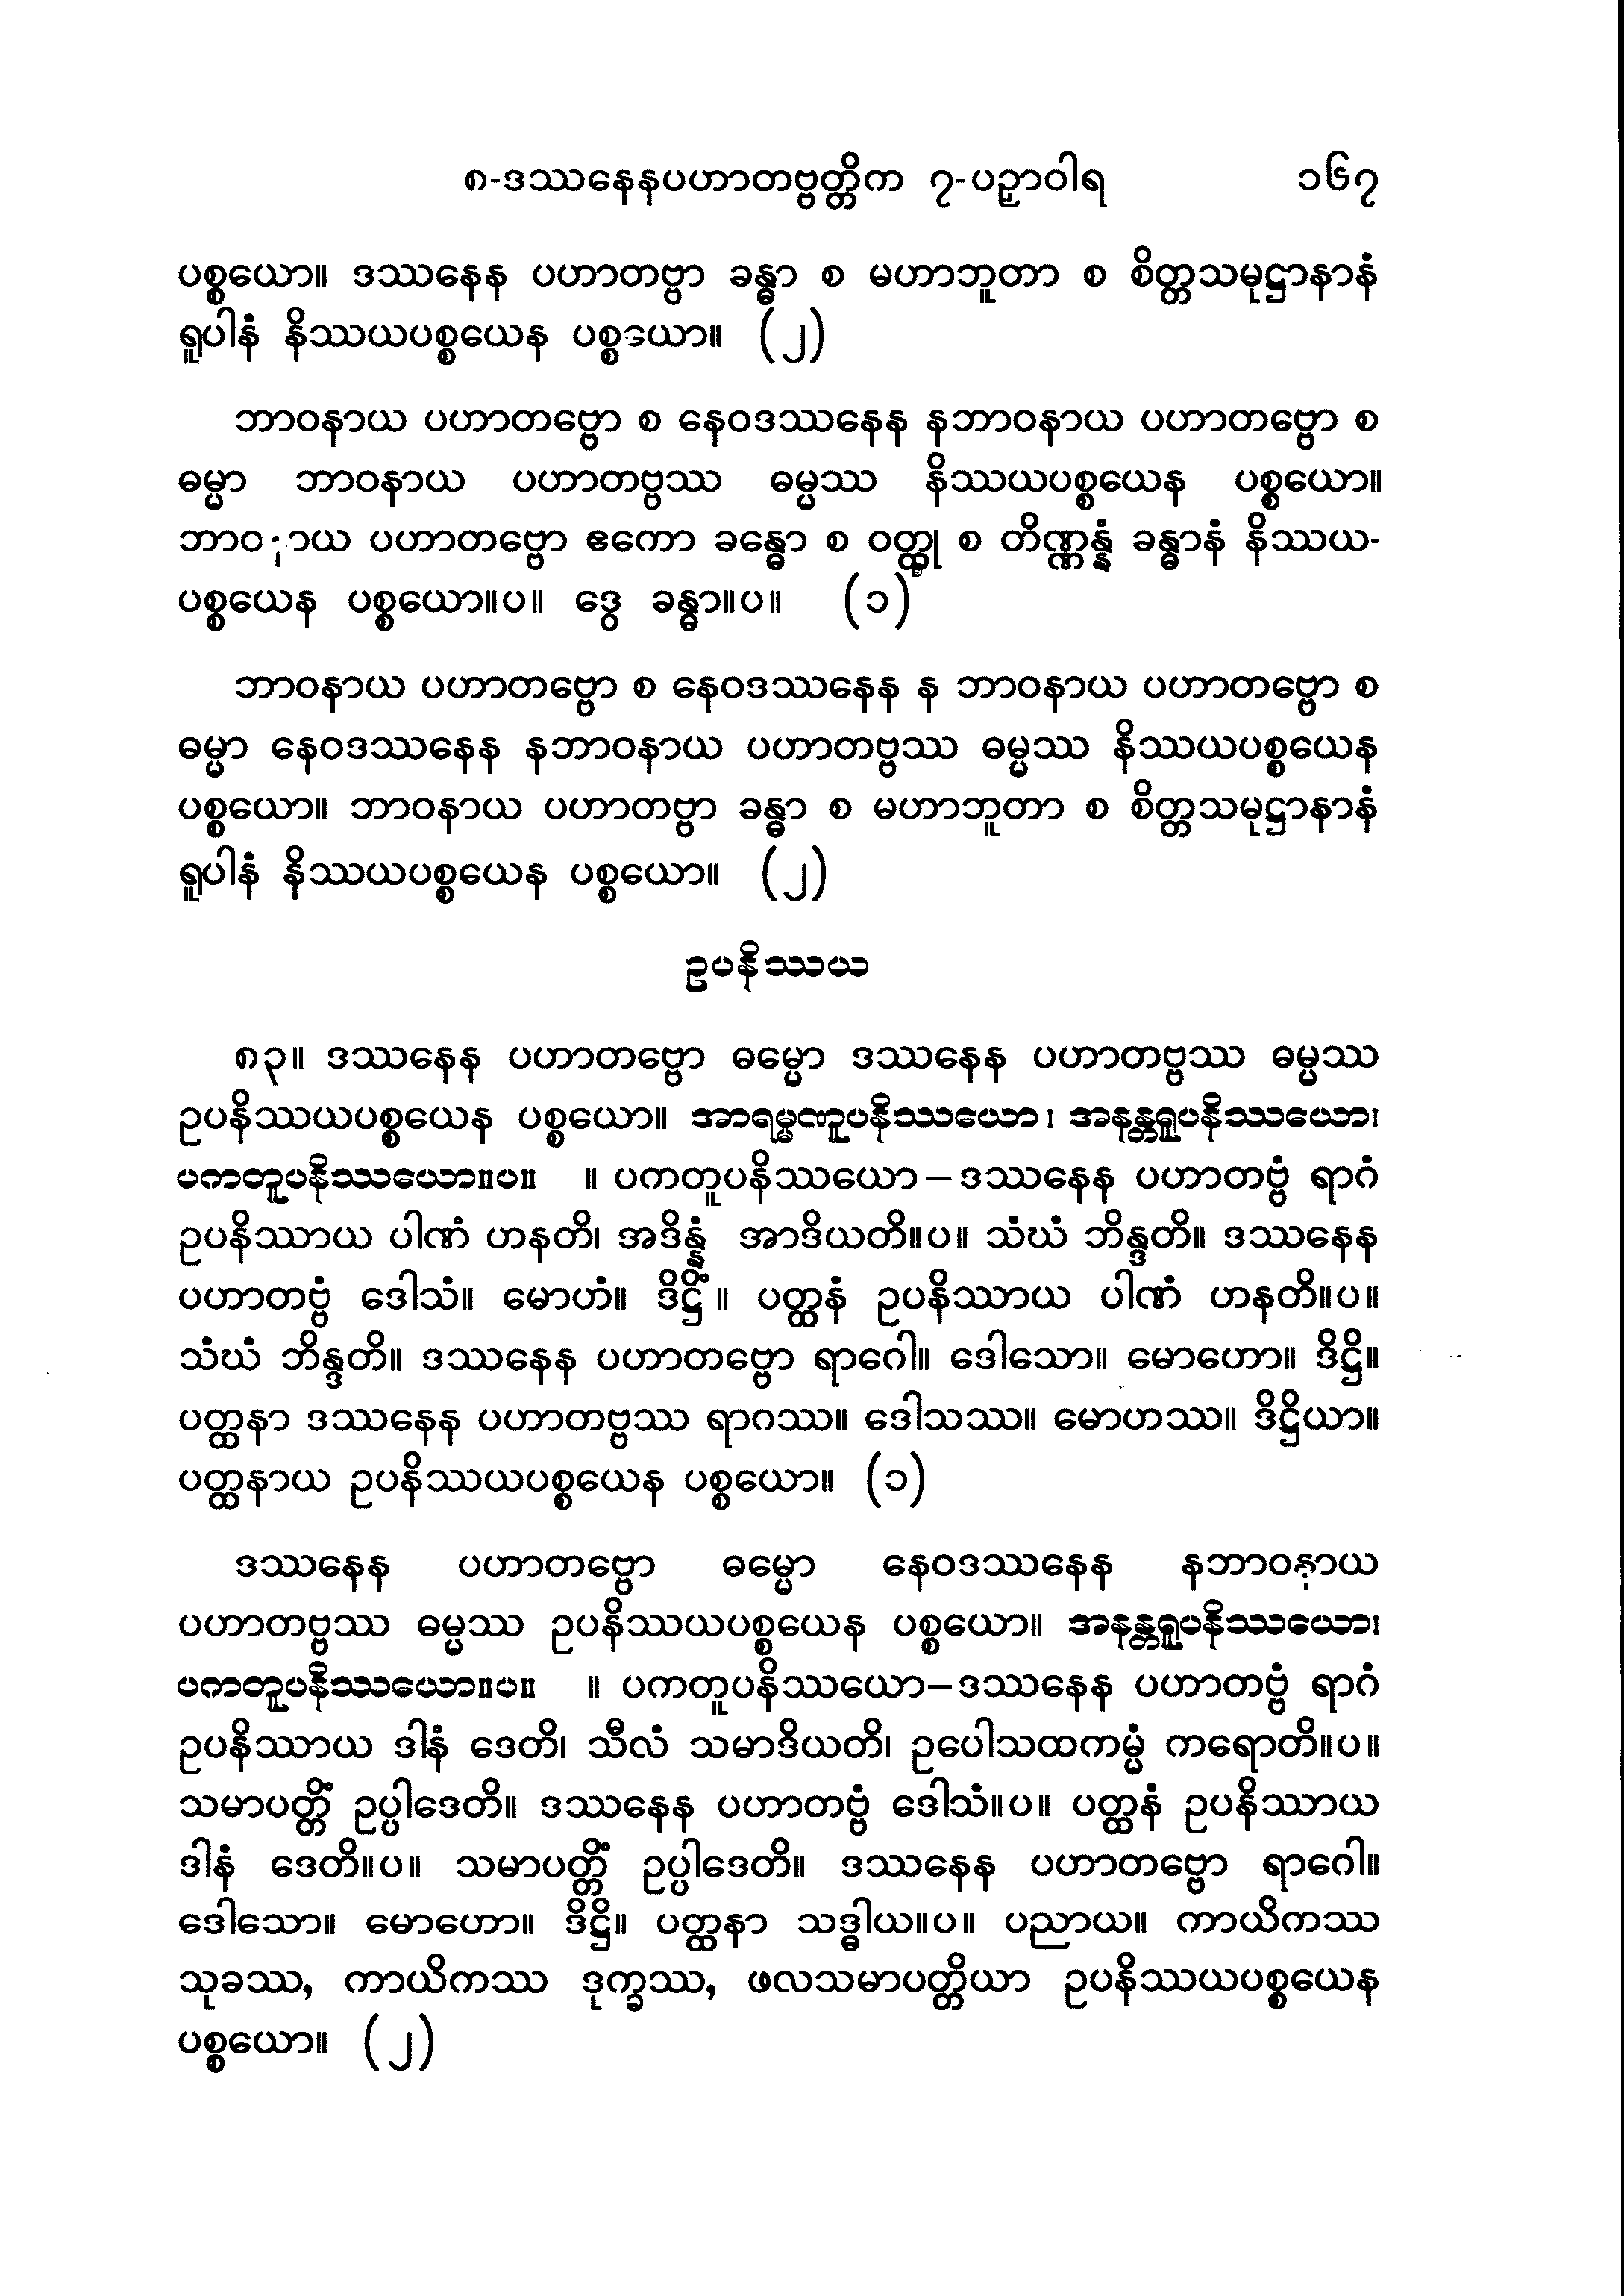 ၈-ဒဿနေနပဟာတဗ္ဗတ္တိက ၇-ပဉှာဝါရ ၁၆၇
ပစ္စယော။ ဒဿနေန ပဟာတဗ္ဗာ ခန္ဓာ စ မဟာဘူတာ စ စိတ္တသမုဋ္ဌာနာနံ
ရူပါနံ နိဿယပစ္စယေန ပစ္စယော။ (၂)
ဘာဝနာယ ပဟာတဗ္ဗော စ နေဝဒဿနေန နဘာဝနာယ ပဟာတဗ္ဗော စ
ဓမ္မာ ဘာဝနာယ ပဟာတဗ္ဗဿ ဓမ္မဿ နိဿယပစ္စယေန ပစ္စယော။
ဘာဝနာယ ပဟာတဗ္ဗော ဧကော ခန္ဓော စ ဝတ္ထု စ တိဏ္ဏန္နံ ခန္ဓာနံ နိဿယ-
ပစ္စယေန ပစ္စယော။ပ။ ဒွေ ခန္ဓာ။ပ။ (၁)
ဘာဝနာယ ပဟာတဗ္ဗော စ နေဝဒဿနေန န ဘာဝနာယ ပဟာတဗ္ဗော စ
ဓမ္မာ နေဝဒဿနေန နဘာဝနာယ ပဟာတဗ္ဗဿ ဓမ္မဿ နိဿယပစ္စယေန
ပစ္စယော။ ဘာဝနာယ ပဟာတဗ္ဗာ ခန္ဓာ စ မဟာဘူတာ စ စိတ္တသမုဋ္ဌာနာနံ
ရူပါနံ နိဿယပစ္စယေန ပစ္စယော။ (၂)
ဥပနိဿယ
၈၃။ ဒဿနေန ပဟာတဗ္ဗော ဓမ္မော ဒဿနေန ပဟာတဗ္ဗဿ ဓမ္မဿ
ဥပနိဿယပစ္စယေန ပစ္စယော။ အာရမ္မဏူပနိဿယော၊ အနန္တရူပနိဿယော၊
ပကတူပနိဿယော။ပ။ ။ ပကတူပနိဿယော–ဒဿနေန ပဟာတဗ္ဗံ ရာဂံ
ဥပနိဿာယ ပါဏံ ဟနတိ၊ အဒိန္နံ အာဒိယတိ။ပ။ သံဃံ ဘိန္ဒတိ။ ဒဿနေန
ပဟာတဗ္ဗံ ဒေါသံ။ မောဟံ။ ဒိဋ္ဌိံ။ ပတ္ထနံ ဥပနိဿာယ ပါဏံ ဟနတိ။ပ။
သံဃံ ဘိန္ဒတိ။ ဒဿနေန ပဟာတဗ္ဗော ရာဂေါ။ ဒေါသော။ မောဟော။ ဒိဋ္ဌိ။
ပတ္ထနာ ဒဿနေန ပဟာတဗ္ဗဿ ရာဂဿ။ ဒေါသဿ။ မောဟဿ။ ဒိဋ္ဌိယာ။
ပတ္ထနာယ ဥပနိဿယပစ္စယေန ပစ္စယော။ (၁)
ဒဿနေန ပဟာတဗ္ဗော ဓမ္မော နေဝဒဿနေန နဘာဝနာယ
ပဟာတဗ္ဗဿ ဓမ္မဿ ဥပနိဿယပစ္စယေန ပစ္စယော။ အနန္တရူပနိဿယော၊
ပကတူပနိဿယော။ပ။ ။ ပကတူပနိဿယော–ဒဿနေန ပဟာတဗ္ဗံ ရာဂံ
ဥပနိဿာယ ဒါနံ ဒေတိ၊ သီလံ သမာဒိယတိ၊ ဥပေါသထကမ္မံ ကရောတိ။ပ။
သမာပတ္တိံ ဥပ္ပါဒေတိ။ ဒဿနေန ပဟာတဗ္ဗံ ဒေါသံ။ပ။ ပတ္ထနံ ဥပနိဿာယ
ဒါနံ ဒေတိ။ပ။ သမာပတ္တိံ ဥပ္ပါဒေတိ။ ဒဿနေန ပဟာတဗ္ဗော ရာဂေါ။
ဒေါသော။ မောဟော။ ဒိဋ္ဌိ။ ပတ္ထနာ သဒ္ဓါယ။ပ။ ပညာယ။ ကာယိကဿ
သုခဿ, ကာယိကဿ ဒုက္ခဿ, ဖလသမာပတ္တိယာ ဥပနိဿယပစ္စယေန
ပစ္စယော။ (၂)